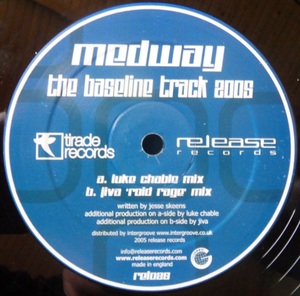 medway
the baseline track 2005
tirade
records
release
records
a. luke chable mix
b. jiva 'roid rage' mix
written by jesse skeens
additional production on a-side by luke chable
additional production on b-side by jiva
distributed by intergroove www.intergroove.co.uk
2005 release records
info@releaserecords.com
www.releaserecords.com
made in england